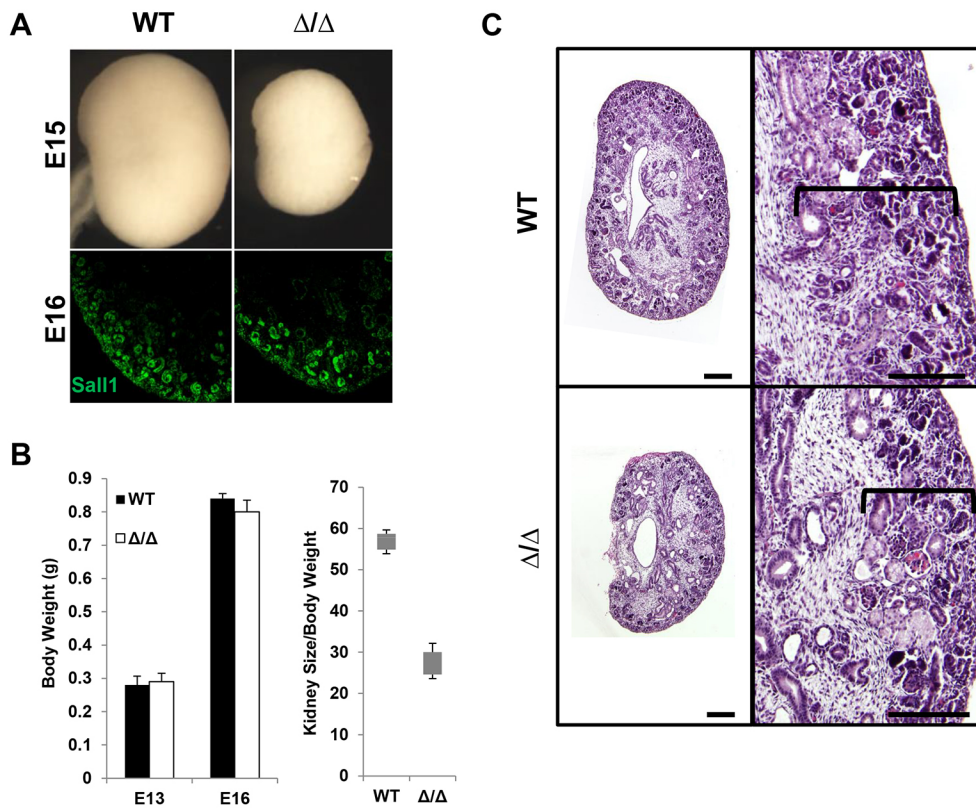 A
WT
Δ/Δ
E15
E16
Sall1
B
0.9
0.8
0.7
0.6
0.5
0.4
0.3
0.2
0.1
0
Body Weight (g)
WT
Δ/Δ
E13
E16
70
60
50
40
30
20
10
0
Kidney Size/Body Weight
WT
Δ/Δ
C
WT
Δ/Δ